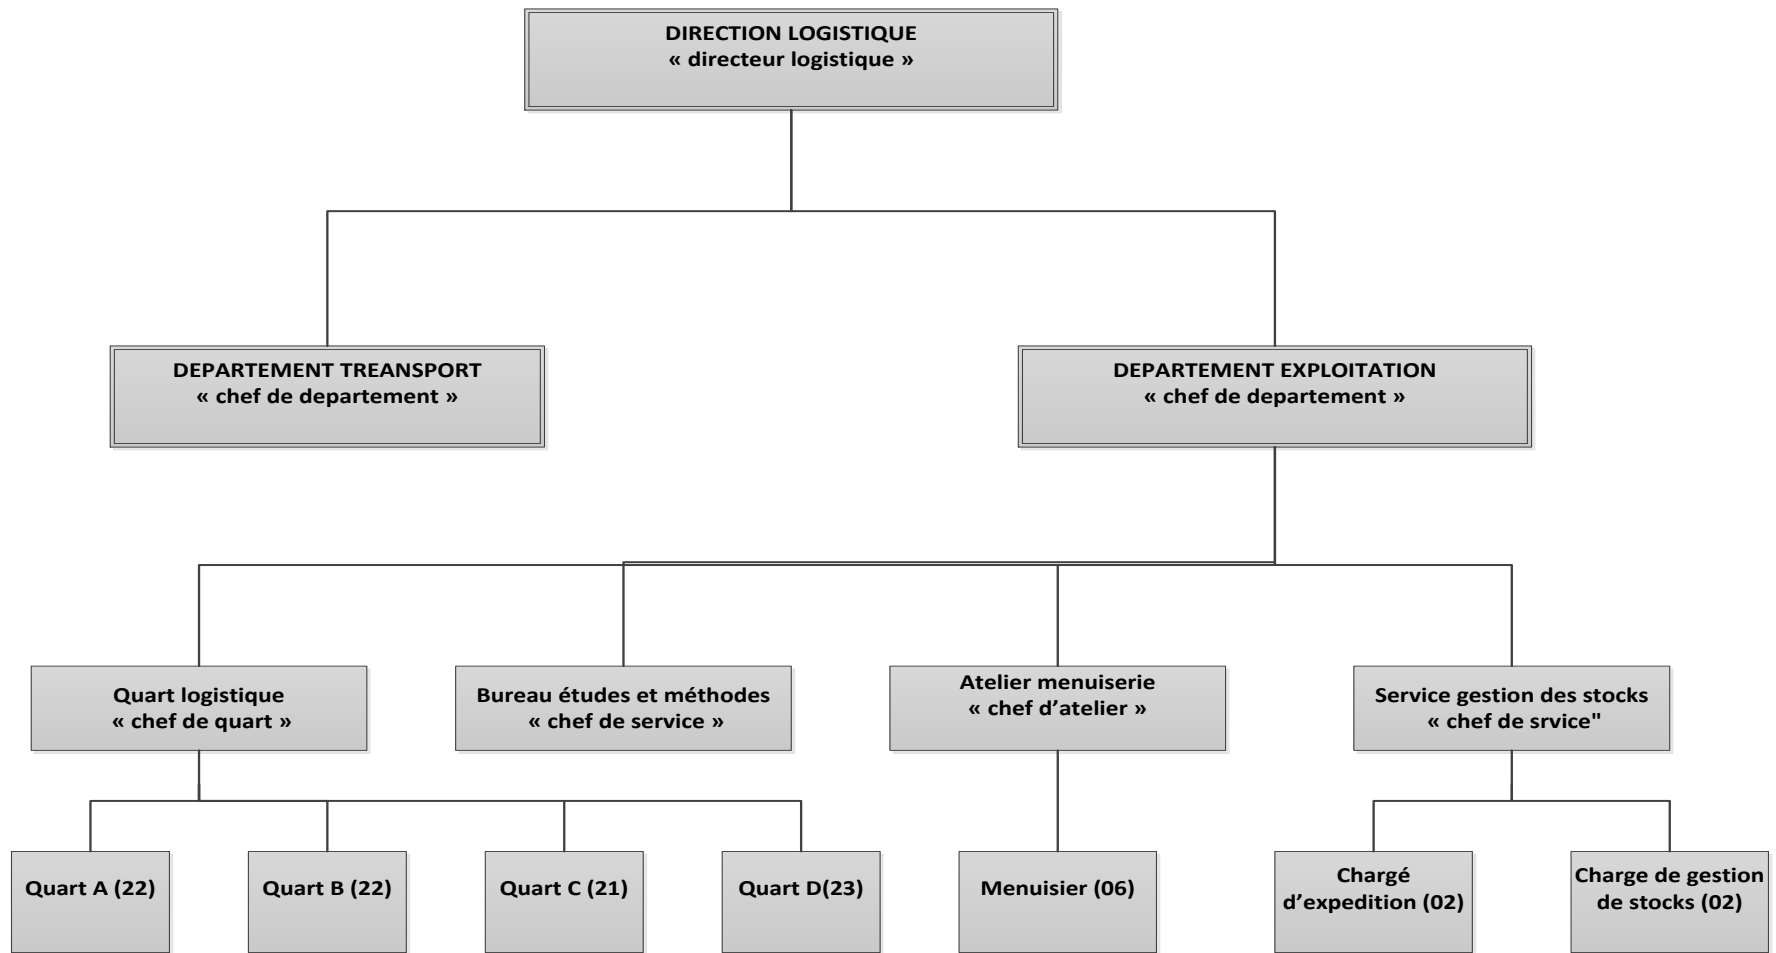 DIRECTION LOGISTIQUE
« directeur logistique »
DEPARTEMENT TREANSPORT
« chef de departement »
DEPARTEMENT EXPLOITATION
« chef de departement »
Quart logistique
« chef de quart »
Bureau études et méthodes
« chef de service »
Atelier menuiserie
« chef d’atelier »
Service gestion des stocks
« chef de srvice"
Quart A (22)
Quart B (22)
Quart C (21)
Quart D(23)
Menuisier (06)
Chargé
d’expedition (02)
Charge de gestion
de stocks (02)